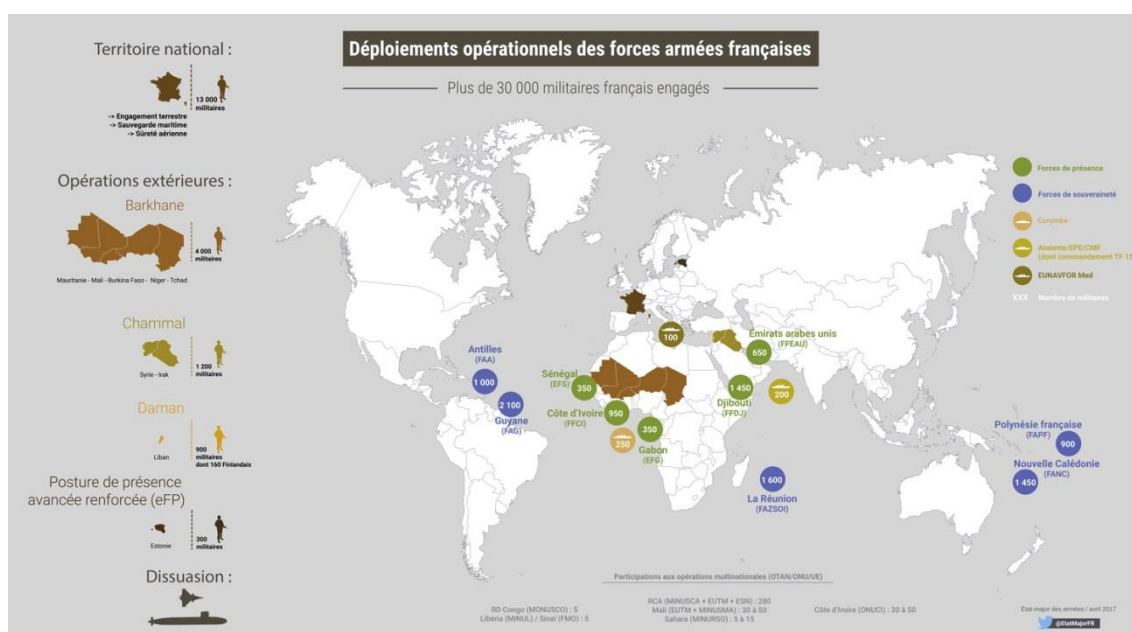 Déploiements opérationnels des forces armées françaises
Plus de 30 000 militaires français engagés
Territoire national :
13 000
militaires
-> Engagement terrestre
-> Sauvegarde maritime
-> Sûreté aérienne
Opérations extérieures :
Barkhane
4 000
militaires
Mauritanie - Mali - Burkina Faso - Niger - Tchad
Chammal
1 200
militaires
Syrie - Irak
Daman
900
militaires
dont 160 Finlandais
Liban
Posture de présence
avancée renforcée (eFP)
300
militaires
Estonie
Dissuasion :
Forces de présence
Forces de souveraineté
Corymbe
Atalante/EPE/CMF
(dont commandement TF 15
EUNAVFOR Med
XXX Nombre de militaires
100
Émirats arabes unis
(FFEAU)
650
Antilles
(FAA)
1 000
2 100
Guyane
(FAG)
Sénégal
(EFS)
350
Côte d'Ivoire
(FFCI)
950
250
350
Gabon
(EFG)
1 450
Djibouti
(FFDJ)
200
1 600
La Réunion
(FAZSOI)
Polynésie française
(FAPF)
900
Nouvelle Calédonie
(FANC)
1 450
Participations aux opérations multinationales (OTAN/ONU/UE)
RD Congo (MONUSCO) : 5
Libéria (MINUL) / Sinaï (FMO) : 5
RCA (MINUSCA + EUTM + ESN) : 280
Mali (EUTM + MINUSMA) : 30 à 50
Sahara (MINURSO) : 5 à 15
Côte d'Ivoire (ONUCI) : 30 à 50
État-major des armées / avril 2017
@EtatMajorFR